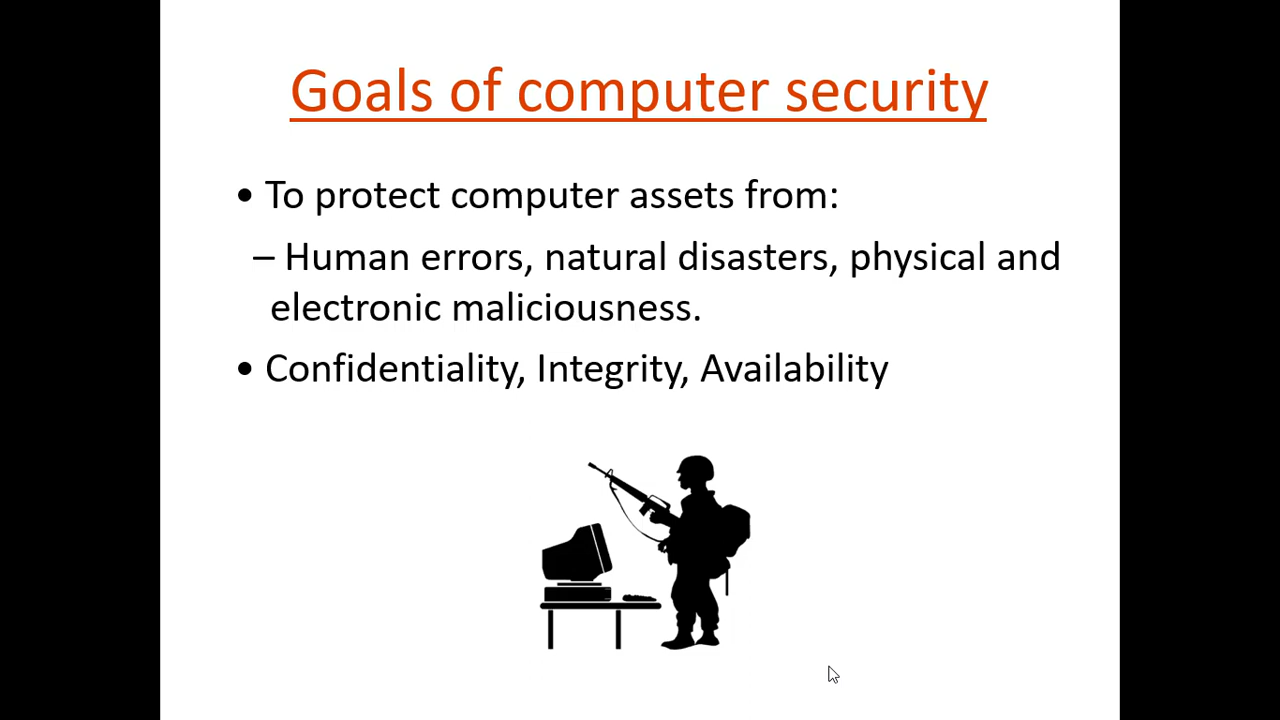 Goals of computer security
• To protect computer assets from:
– Human errors, natural disasters, physical and
electronic maliciousness.
• Confidentiality, Integrity, Availability